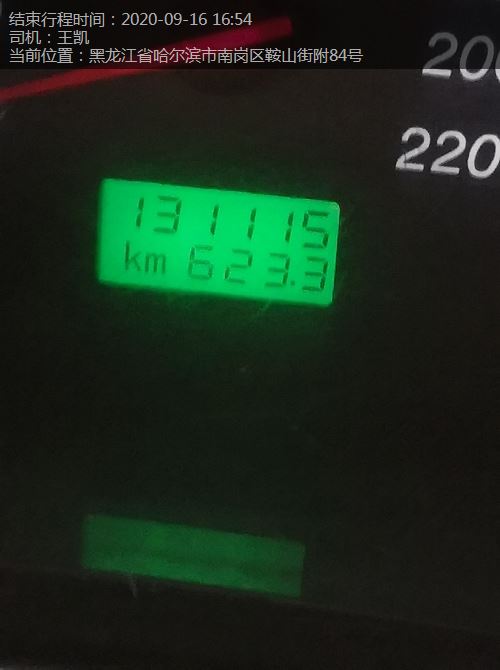 结束行程时间：2020-09-16 16:54
司机：王凯
当前位置：黑龙江省哈尔滨市南岗区鞍山街附84号
200
220
131115
km 623.3